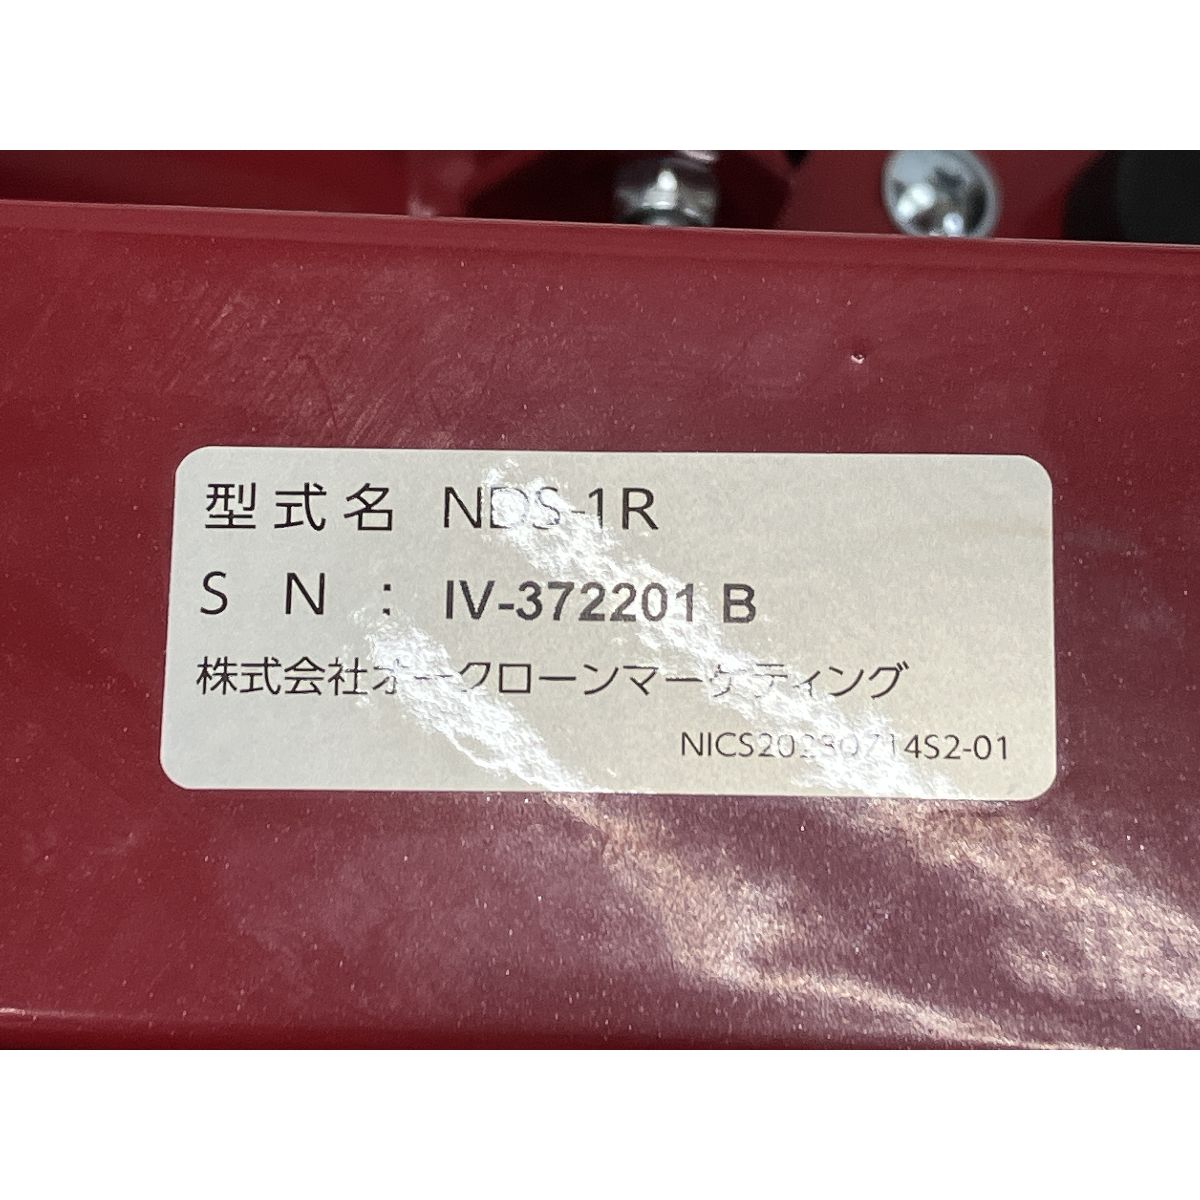 型式名 NDS-1R
SN: IV-372201 B
株式会社オークローンマーケティング
NICS20230714S2-01